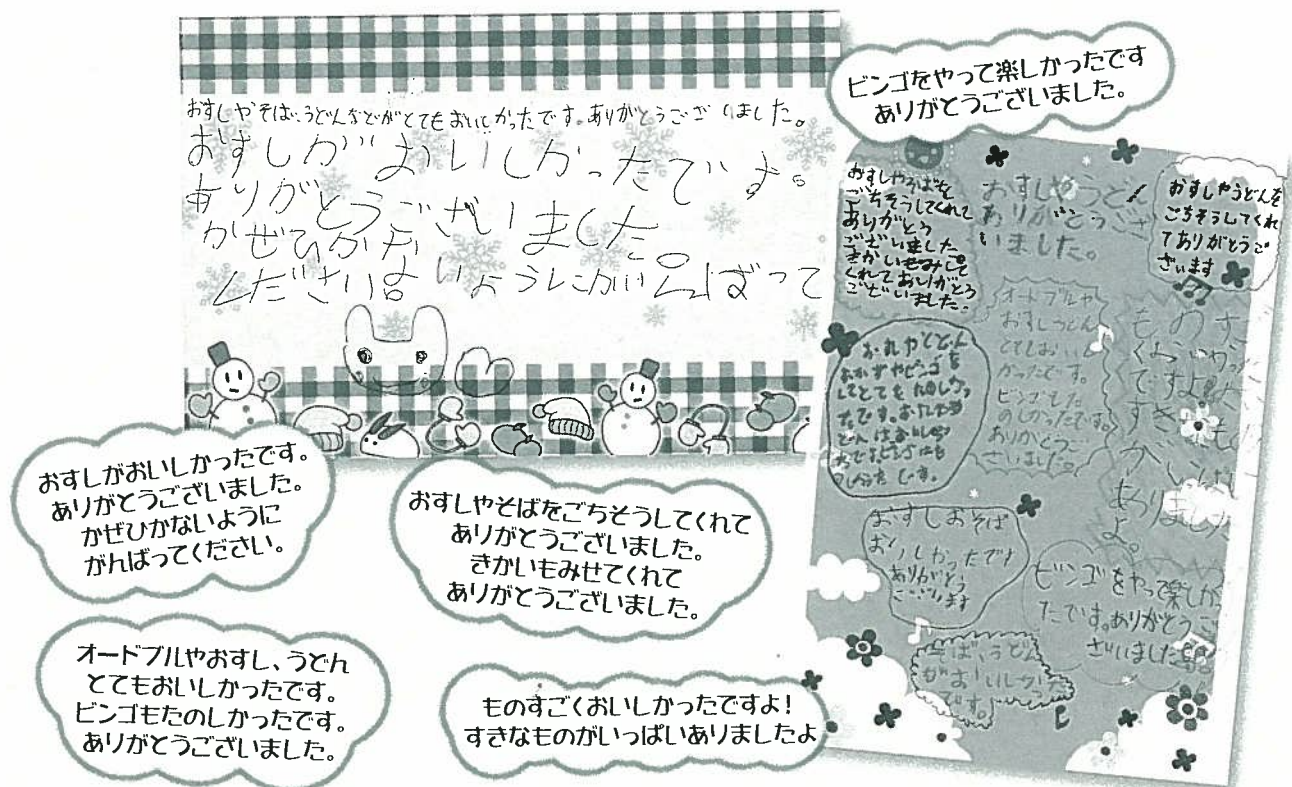 おすしやそば、うどんなどがとてもおいしかったです。ありがとうございました。
おすしがおいしかったです。
ありがとうございました。
かぜひかな
いようにがんばって
ください。
ビンゴをやって楽しかったです
ありがとうございました。
おすしやそばを
ごちそうしてくれて
ありがとう
ございました。
きかいもみして
くれてありがとう
ございました。
おすしやうどん
ありがとうござ
いました。
おすしやうどんを
ごちそうしてくれ
てありがとうご
ざいます
オードブルや
おすしうどん
とてもおいし
かったです。
ビンゴもた
のしかったです。
ありがとうご
ざいました。
ものすご
くおいしかった
ですよ
すきなもの
がいっぱい
ありました
よ。
おすしおそば
おいしかったです
ありがとう
ございます
ビンゴをやって楽しかっ
たです。ありがとうご
ざいました。
そば、うどん
がおいしかった
です。
おすしがおいしかったです。
ありがとうございました。
かぜひかないように
がんばってください。
おすしやそばをごちそうしてくれて
ありがとうございました。
きかいもみせてくれて
ありがとうございました。
オードブルやおすし、うどん
とてもおいしかったです。
ビンゴもたのしかったです。
ありがとうございました。
ものすごくおいしかったですよ!
すきなものがいっぱいありましたよ